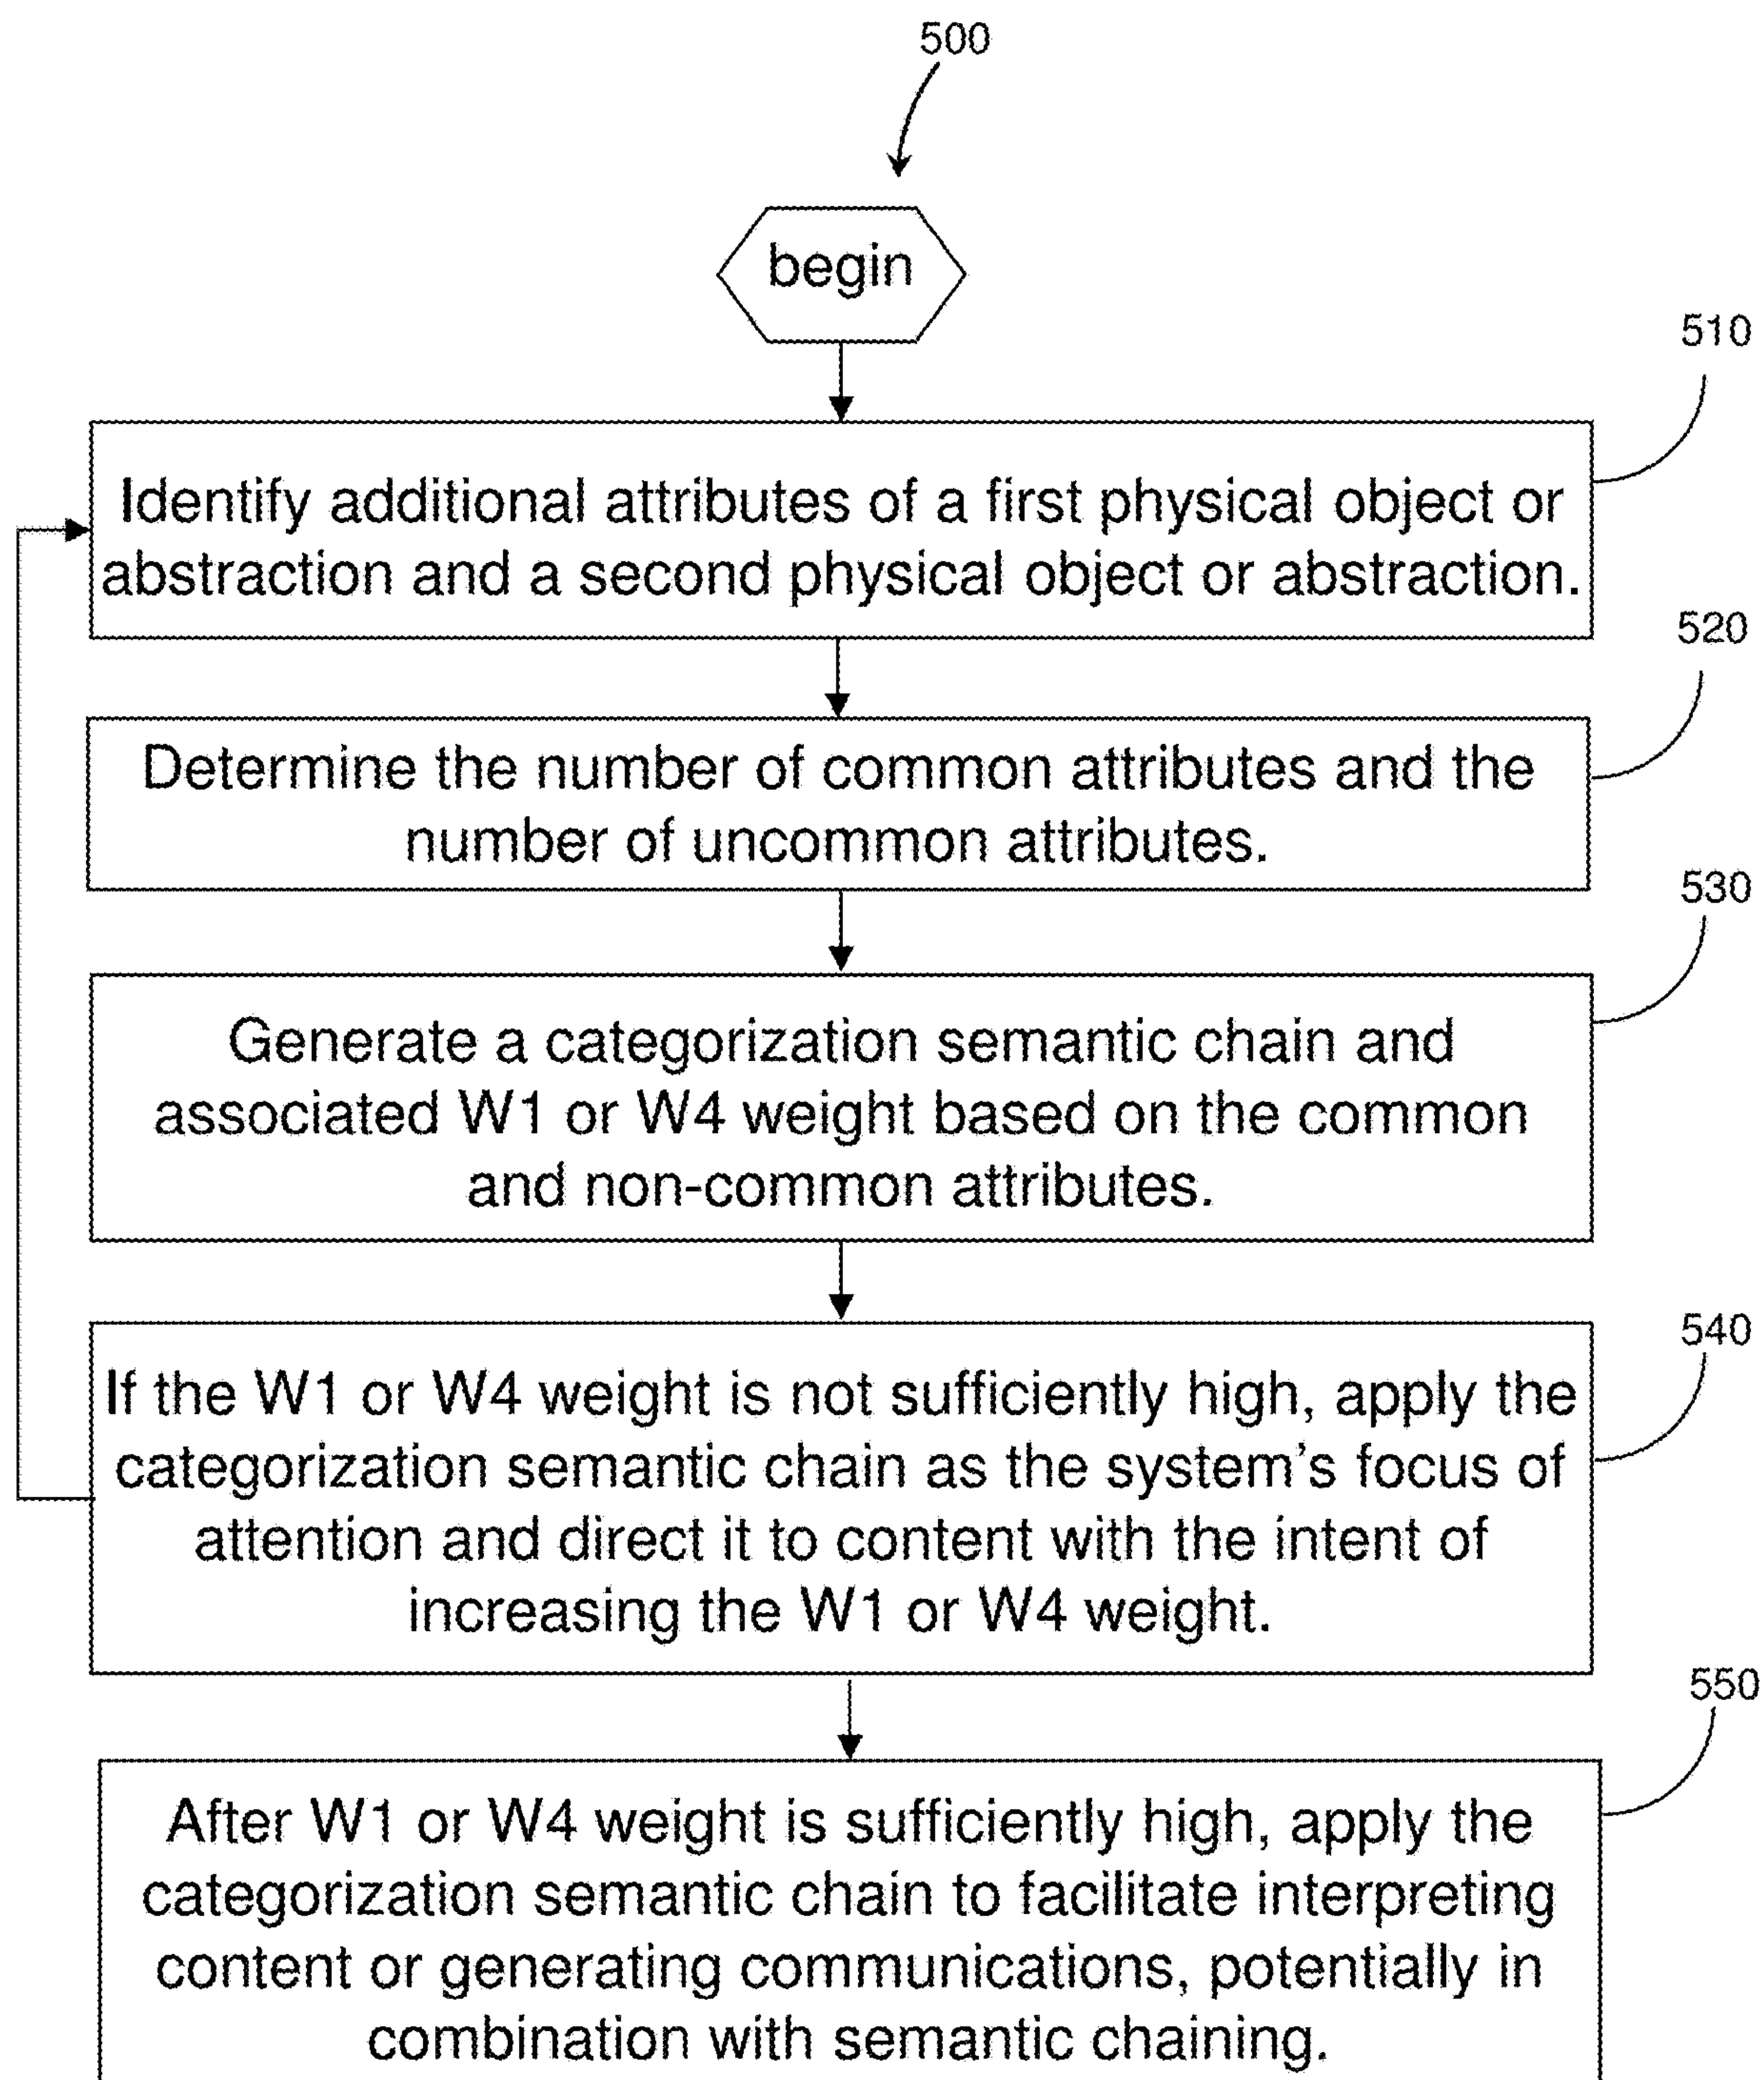 500
begin
510
Identify additional attributes of a first physical object or
abstraction and a second physical object or abstraction.
520
Determine the number of common attributes and the
number of uncommon attributes.
530
Generate a categorization semantic chain and
associated W1 or W4 weight based on the common
and non-common attributes.
540
If the W1 or W4 weight is not sufficiently high, apply the
categorization semantic chain as the system's focus of
attention and direct it to content with the intent of
increasing the W1 or W4 weight.
550
After W1 or W4 weight is sufficiently high, apply the
categorization semantic chain to facilitate interpreting
content or generating communications, potentially in
combination with semantic chaining.